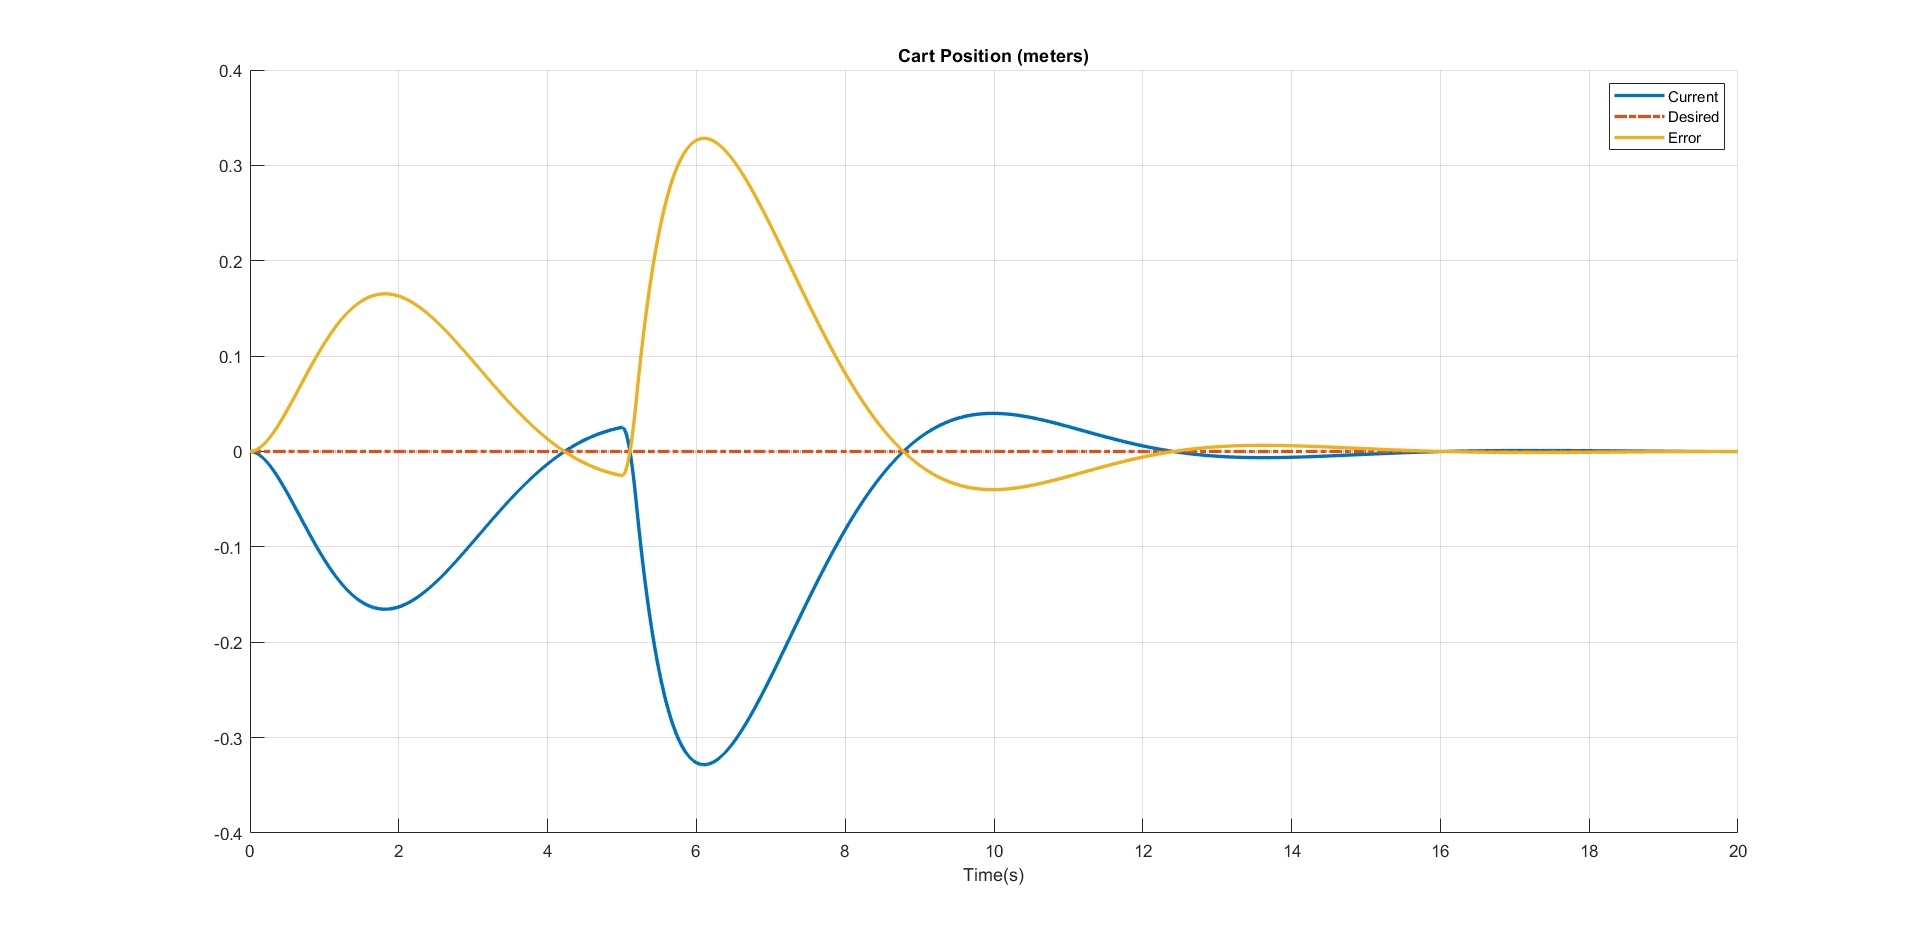 Cart Position (meters)
0.4
0.3
0.2
0.1
0
-0.1
-0.2
-0.3
-0.4
Current
Desired
Error
0 2 4 6 8 10 12 14 16 18 20
Time(s)